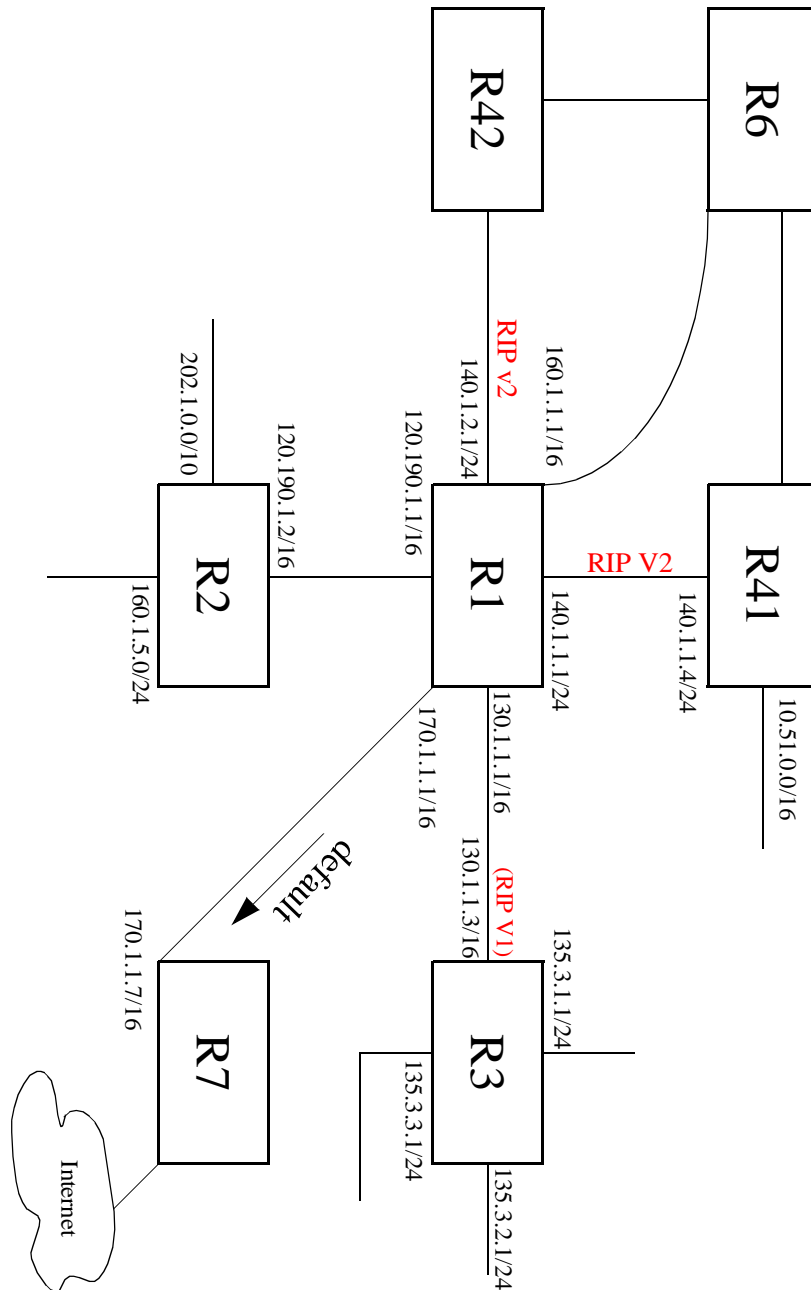 R42
R6
RIP v2
140.1.2.1/24
160.1.1.1/16
202.1.0.0/10
120.190.1.2/16
120.190.1.1/16
R2
R1
RIP V2
R41
160.1.5.0/24
140.1.1.1/24
140.1.1.4/24
10.51.0.0/16
170.1.1.1/16
130.1.1.1/16
default
130.1.1.3/16
(RIP V1)
170.1.1.7/16
135.3.1.1/24
R7
R3
135.3.3.1/24
135.3.2.1/24
Internet